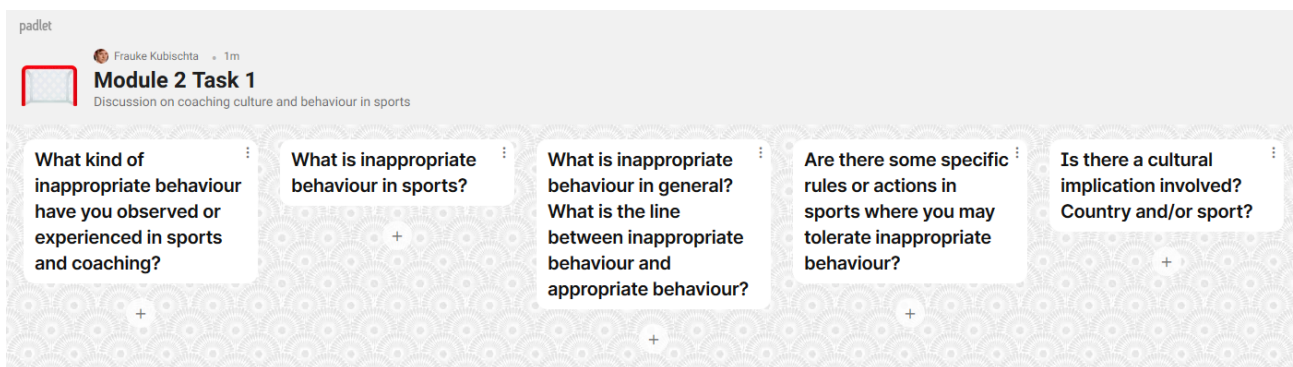 padlet
Frauke Kubischta • 1m
Module 2 Task 1
Discussion on coaching culture and behaviour in sports
What kind of
inappropriate behaviour
have you observed or
experienced in sports
and coaching?
What is inappropriate
behaviour in sports?
What is inappropriate
behaviour in general?
What is the line
between inappropriate
behaviour and
appropriate behaviour?
Are there some specific
rules or actions in
sports where you may
tolerate inappropriate
behaviour?
Is there a cultural
implication involved?
Country and/or sport?